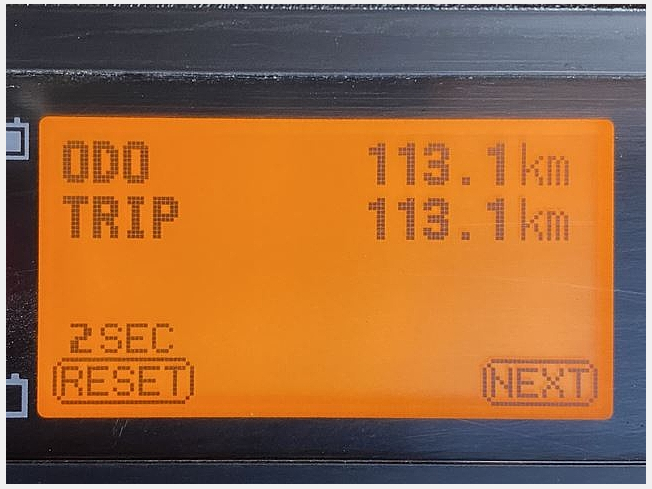 ODO 113.1km
TRIP 113.1km
2SEC
RESET NEXT